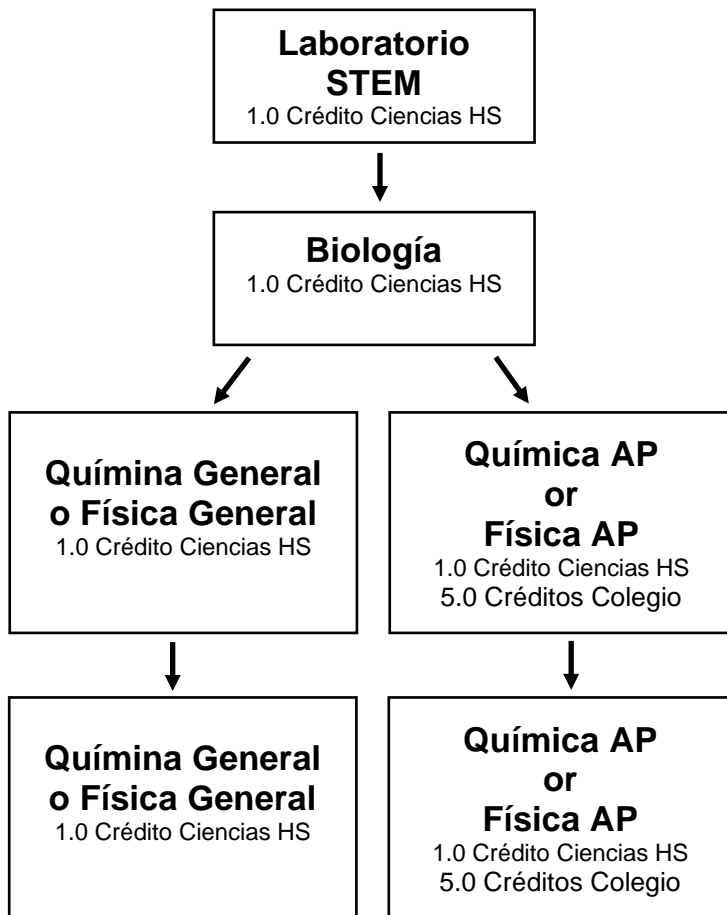 Laboratorio
STEM
1.0 Crédito Ciencias HS
Biología
1.0 Crédito Ciencias HS
Químina General
o Física General
1.0 Crédito Ciencias HS
Química AP
or
Física AP
1.0 Crédito Ciencias HS
5.0 Créditos Colegio
Químina General
o Física General
1.0 Crédito Ciencias HS
Química AP
or
Física AP
1.0 Crédito Ciencias HS
5.0 Créditos Colegio